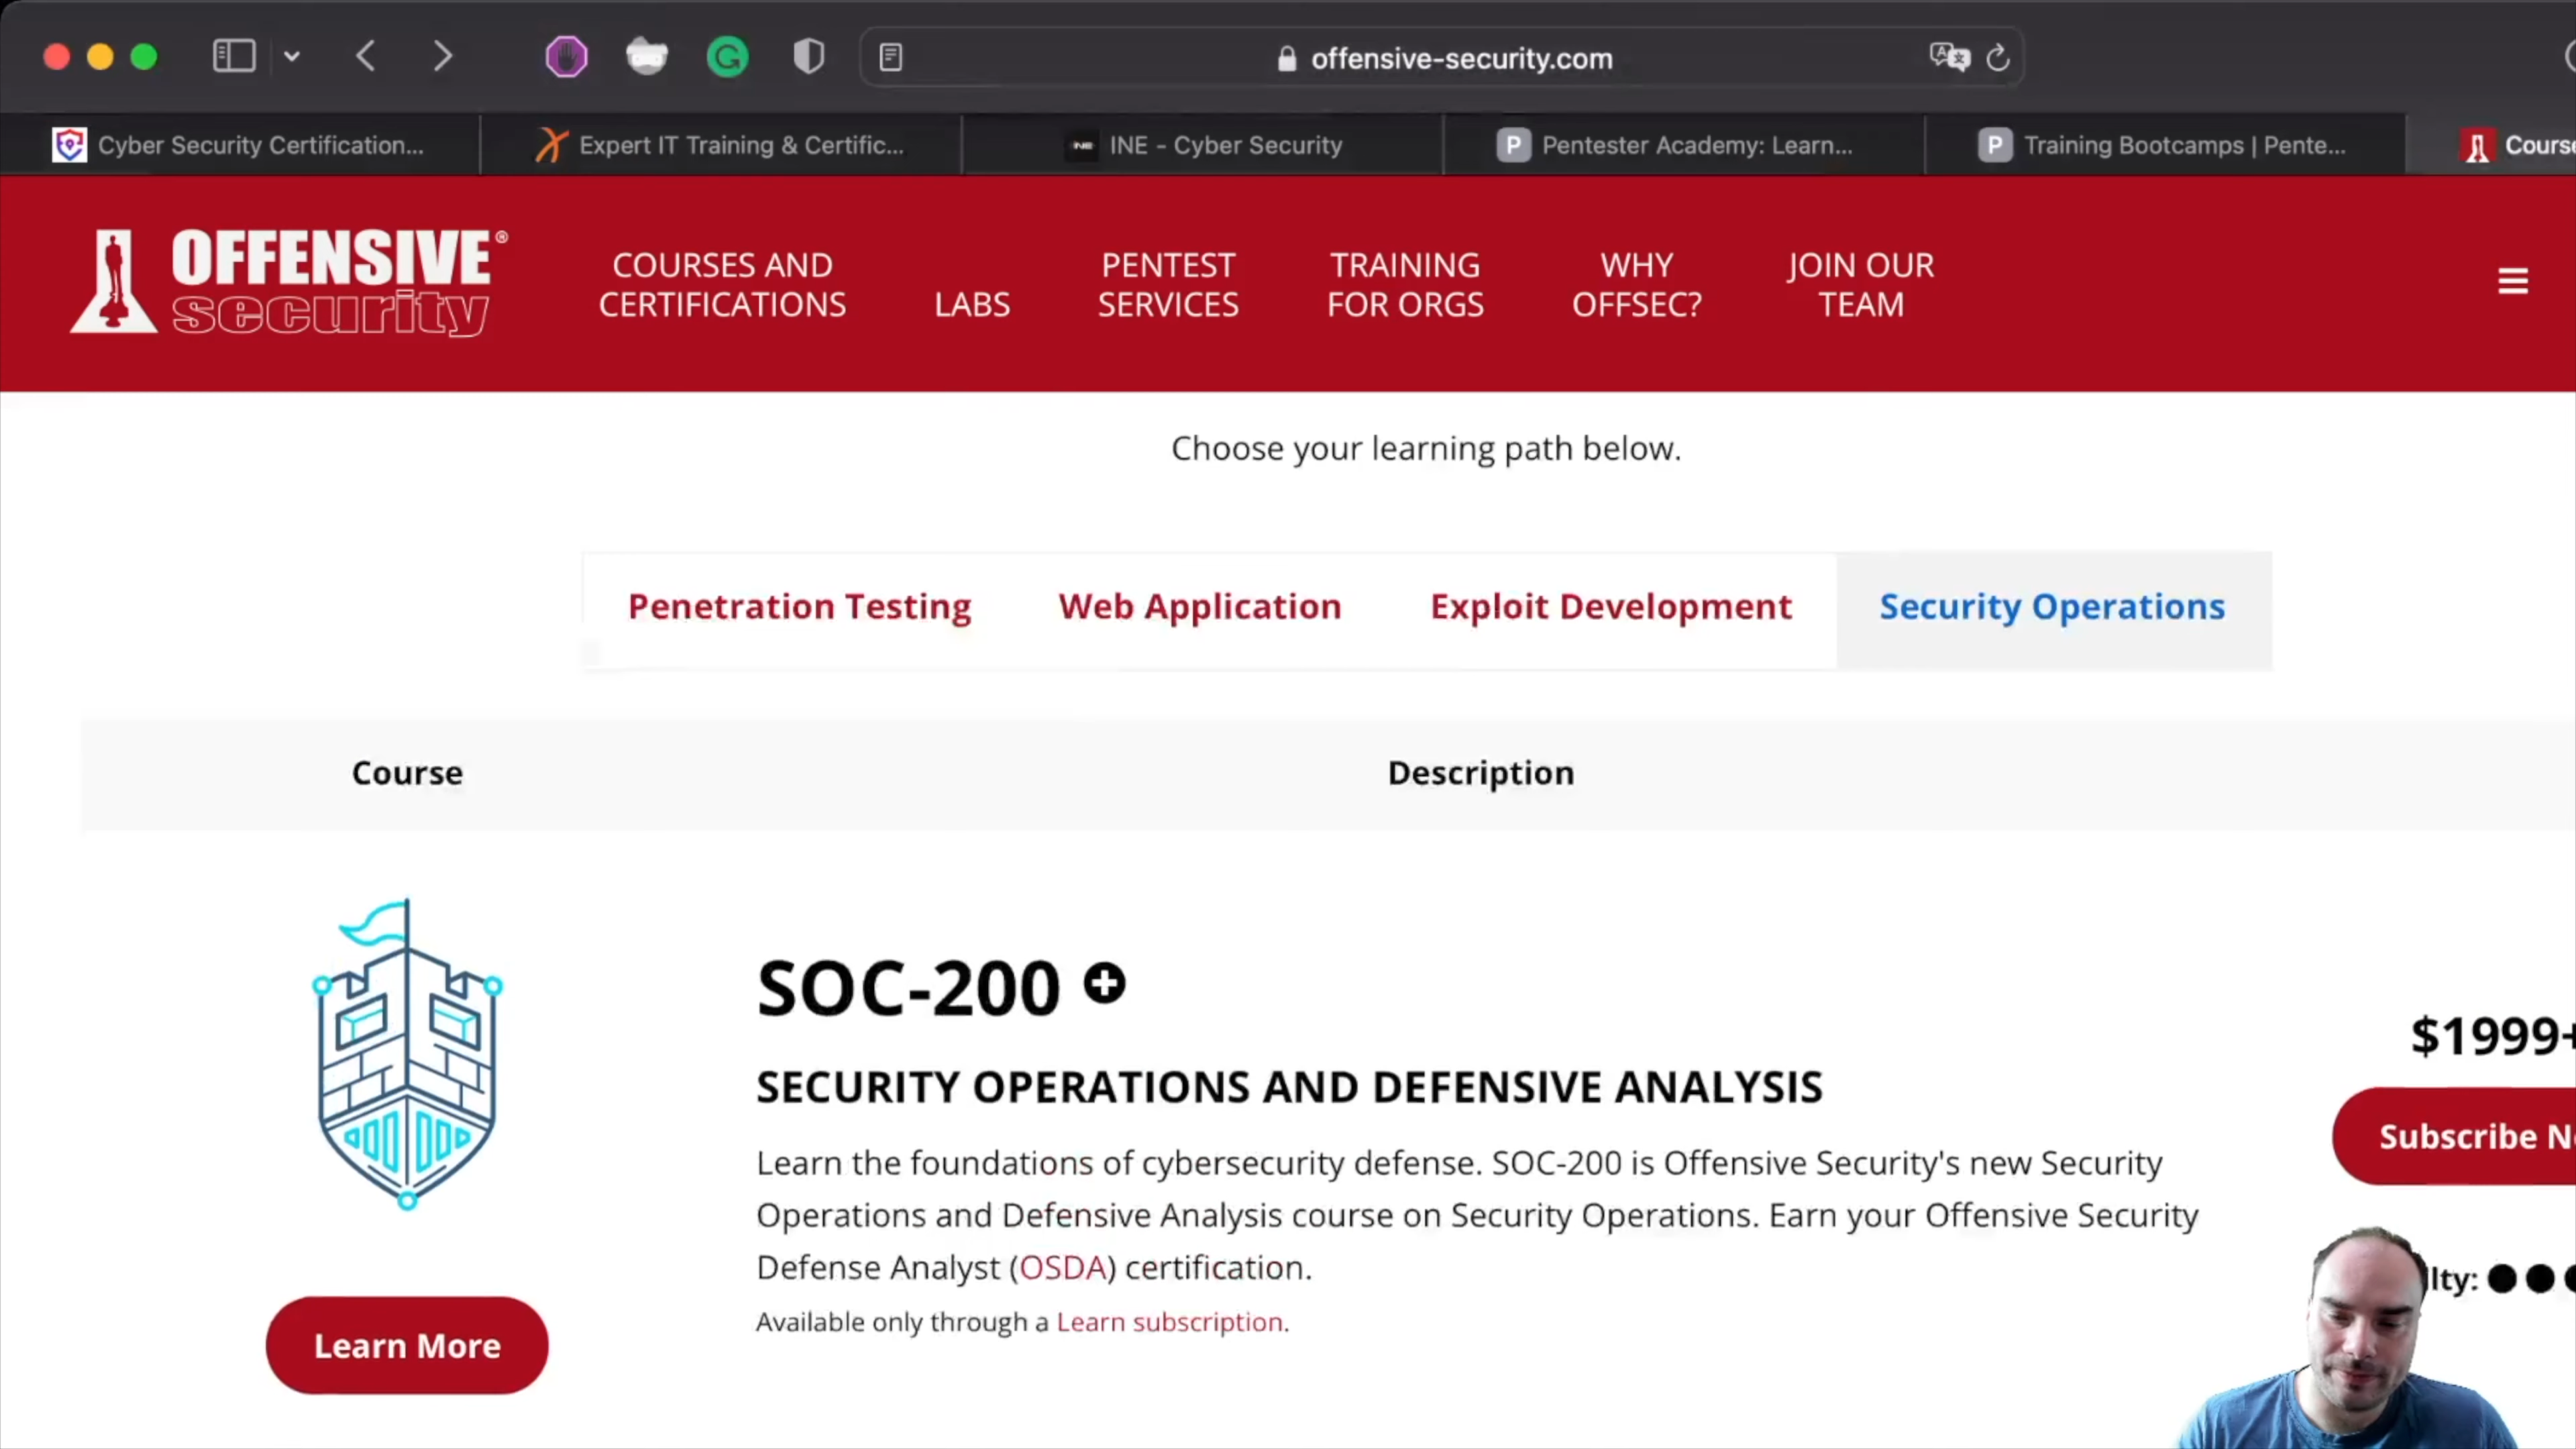 offensive-security.com
Cyber Security Certification...
Expert IT Training & Certific...
INE
INE - Cyber Security
P
Pentester Academy: Learn...
P
Training Bootcamps | Pente...
OFFENSIVE®
security
COURSES AND
CERTIFICATIONS
LABS
PENTEST
SERVICES
TRAINING
FOR ORGS
WHY
OFFSEC?
JOIN OUR
TEAM
Choose your learning path below.
Penetration Testing
Web Application
Exploit Development
Security Operations
Course
Description
SOC-200
SECURITY OPERATIONS AND DEFENSIVE ANALYSIS
Learn the foundations of cybersecurity defense. SOC-200 is Offensive Security's new Security
Operations and Defensive Analysis course on Security Operations. Earn your Offensive Security
Defense Analyst (OSDA) certification.
Available only through a Learn subscription.
Learn More
$1999+
Subscribe